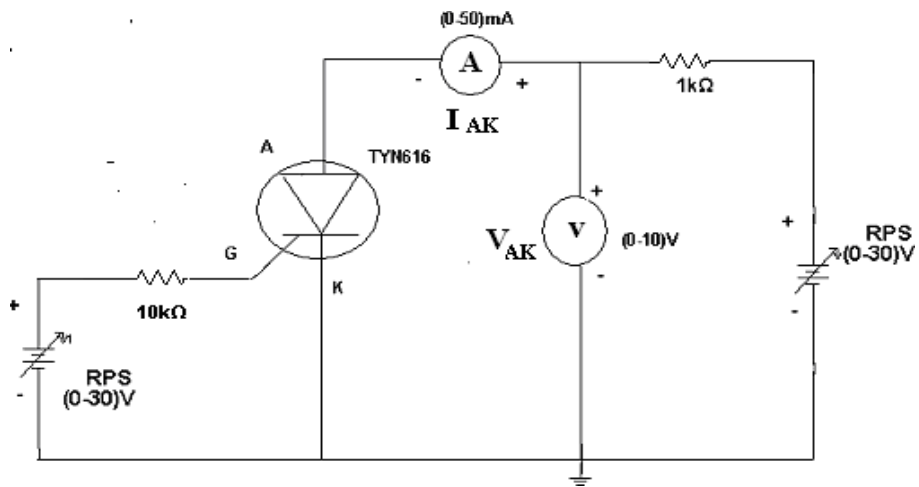 (0-50)mA
A
- +
I AK
1kΩ
A
TYN616
+
V
V AK
(0-10)V
-
+
RPS
(0-30)V
-
G
K
+
10kΩ
RPS
(0-30)V
-